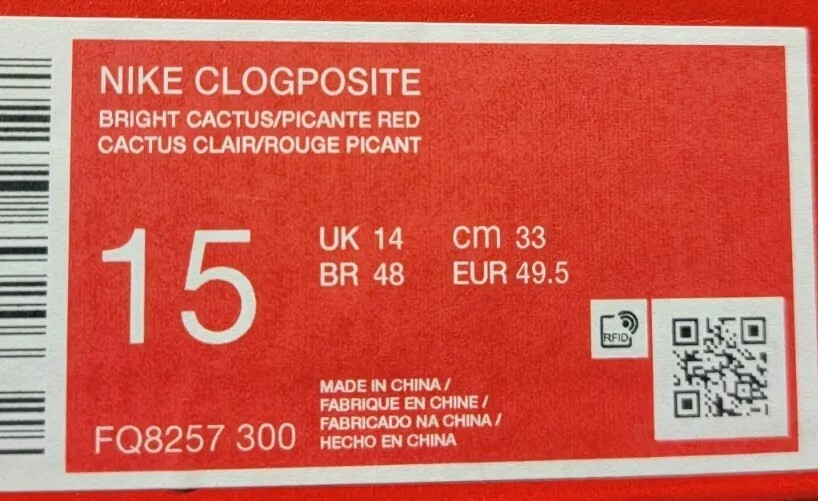 NIKE CLOGPOSITE
BRIGHT CACTUS/PICANTE RED
CACTUS CLAIR/ROUGE PICANT
15
UK 14 cm 33
BR 48 EUR 49.5
RFID
MADE IN CHINA /
FABRIQUE EN CHINE /
FABRICADO NA CHINA /
HECHO EN CHINA
FQ8257 300